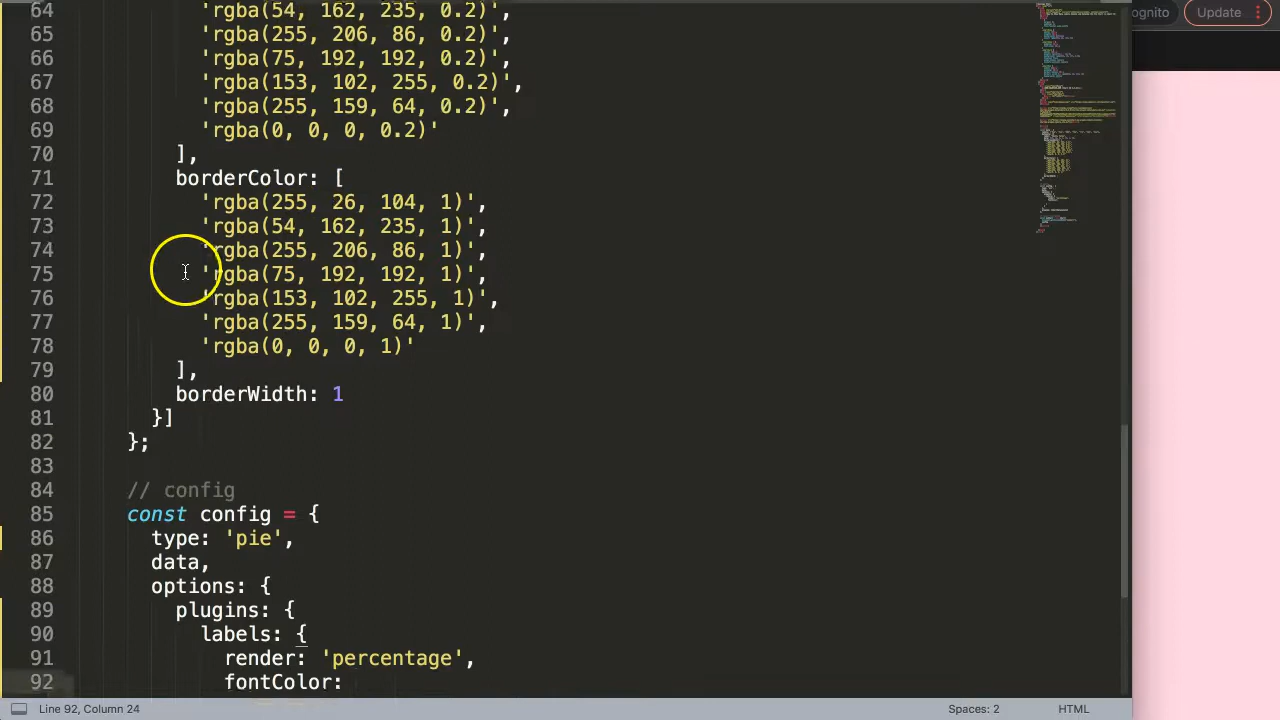 64 'rgba(54, 162, 235, 0.2)',
65 'rgba(255, 206, 86, 0.2)',
66 'rgba(75, 192, 192, 0.2)',
67 'rgba(153, 102, 255, 0.2)',
68 'rgba(255, 159, 64, 0.2)',
69 'rgba(0, 0, 0, 0.2)'
70 ],
71 borderColor: [
72 'rgba(255, 26, 104, 1)',
73 'rgba(54, 162, 235, 1)',
74 'rgba(255, 206, 86, 1)',
75 'rgba(75, 192, 192, 1)',
76 'rgba(153, 102, 255, 1)',
77 'rgba(255, 159, 64, 1)',
78 'rgba(0, 0, 0, 1)'
79 ],
80 borderWidth: 1
81 }]
82 };
83
84 // config
85 const config = {
86 type: 'pie',
87 data,
88 options: {
89 plugins: {
90 labels: {
91 render: 'percentage',
92 fontColor:
Line 92, Column 24
Spaces: 2
HTML
Update